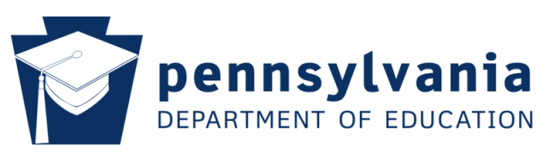 pennsylvania
DEPARTMENT OF EDUCATION